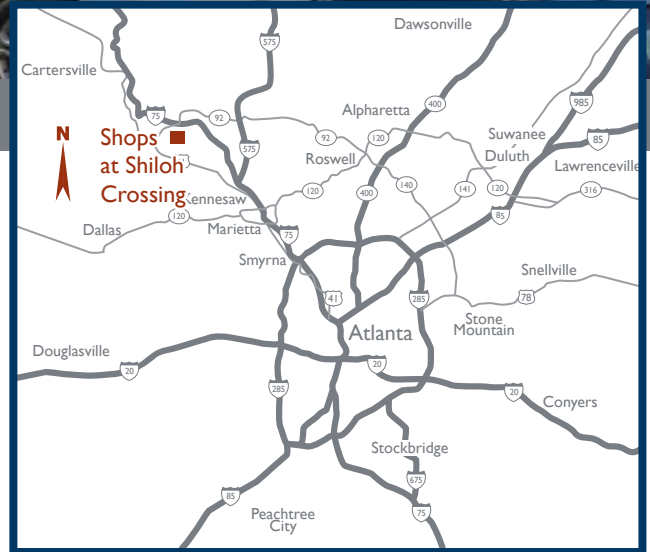 Dawsonville
575
Cartersville
985
400
75
92
Alpharetta
N
Shops
at Shiloh
Crossing
92
120
Suwanee
85
575
Roswell
Duluth
Lawrenceville
120
400
140
141
120
316
Kennesaw
120
85
Dallas
Marietta
75
Smyrna
Snellville
41
285
78
Stone
Mountain
Atlanta
Douglasville
20
20
285
20
Conyers
Stockbridge
675
85
75
Peachtree
City